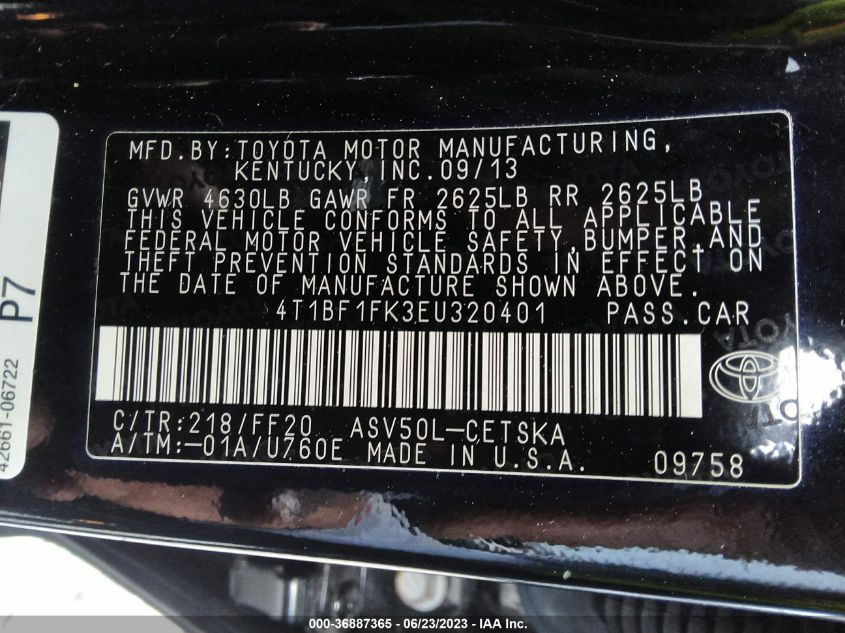 MFD.BY:TOYOTA MOTOR MANUFACTURING,
KENTUCKY, INC.09/13
GVWR 4630LB GAWR FR 2625LB RR 2625LB
THIS VEHICLE CONFORMS TO ALL APPLICABLE
FEDERAL MOTOR VEHICLE SAFETY,BUMPER,AND
THEFT PREVENTION STANDARDS IN EFFECT ON
THE DATE OF MANUFACTURE SHOWN ABOVE.
4T1BF1FK3EU320401 PASS.CAR
C/TR:218/FF20 ASV50L-CETSKA
A/TM:-01A/U760E MADE IN U.S.A. 09758
P7
42661-06722
TOYOTA
000-36887365 - 06/23/2023 - IAA Inc.